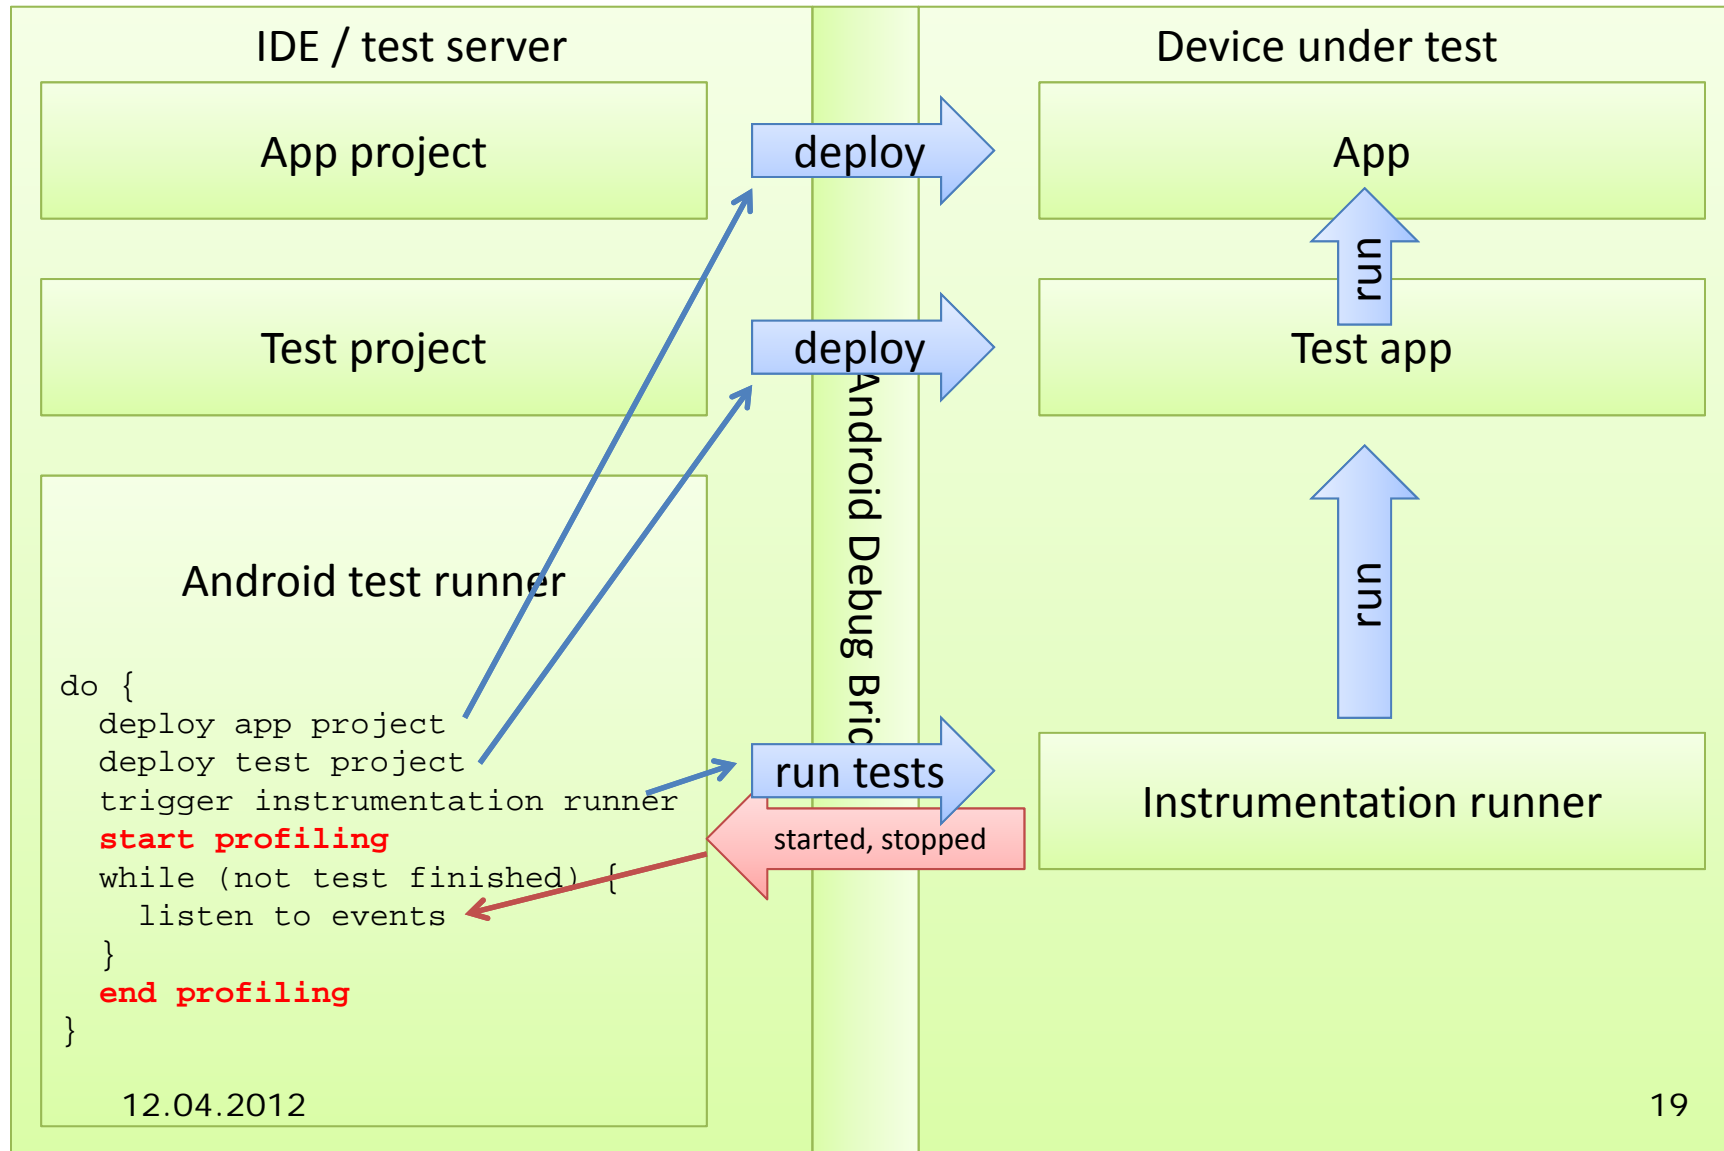 IDE / test server
Device under test
App project
deploy
App
run
Test project
deploy
Test app
Android Debug Bri
run
Android test runner
do {
deploy app project
deploy test project
trigger instrumentation runner
start profiling
while (not test finished) {
listen to events
}
end profiling
}
run tests
started, stopped
Instrumentation runner
12.04.2012
19